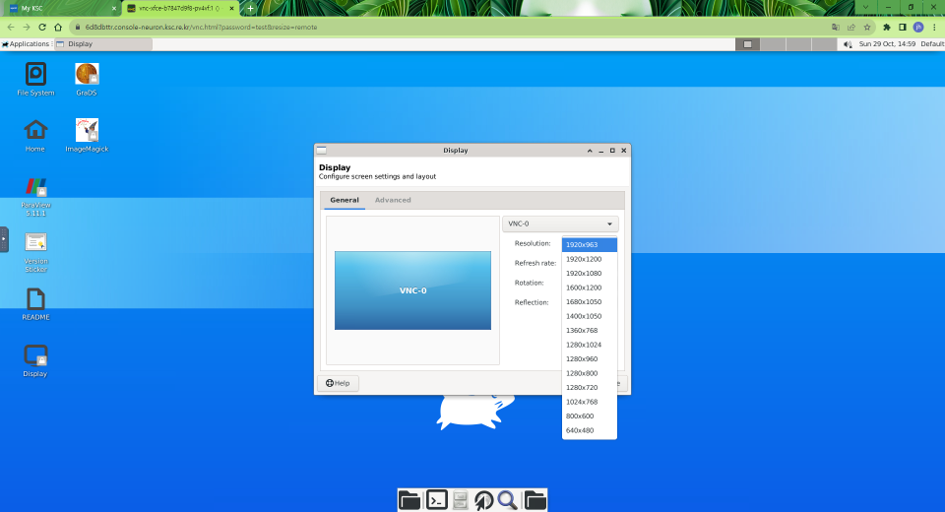 My KSC
vnc-xfce-b7847d9f8-pv4xf:1 ()
6d8dbttr.console-neuron.ksc.re.kr/vnc.html?password=test&resize=remote
Applications
Display
Sun 29 Oct, 14:59
Default
File System
GraDS
Home
ImageMagick
ParaView
5.11.1
Version
Sticker
README
Display
Display
Display
Configure screen settings and layout
General
Advanced
VNC-0
VNC-0
Resolution:
Refresh rate:
Rotation:
Reflection:
1920x963
1920x1200
1920x1080
1600x1200
1680x1050
1400x1050
1360x768
1280x1024
1280x960
1280x800
1280x720
1024x768
800x600
640x480
Help